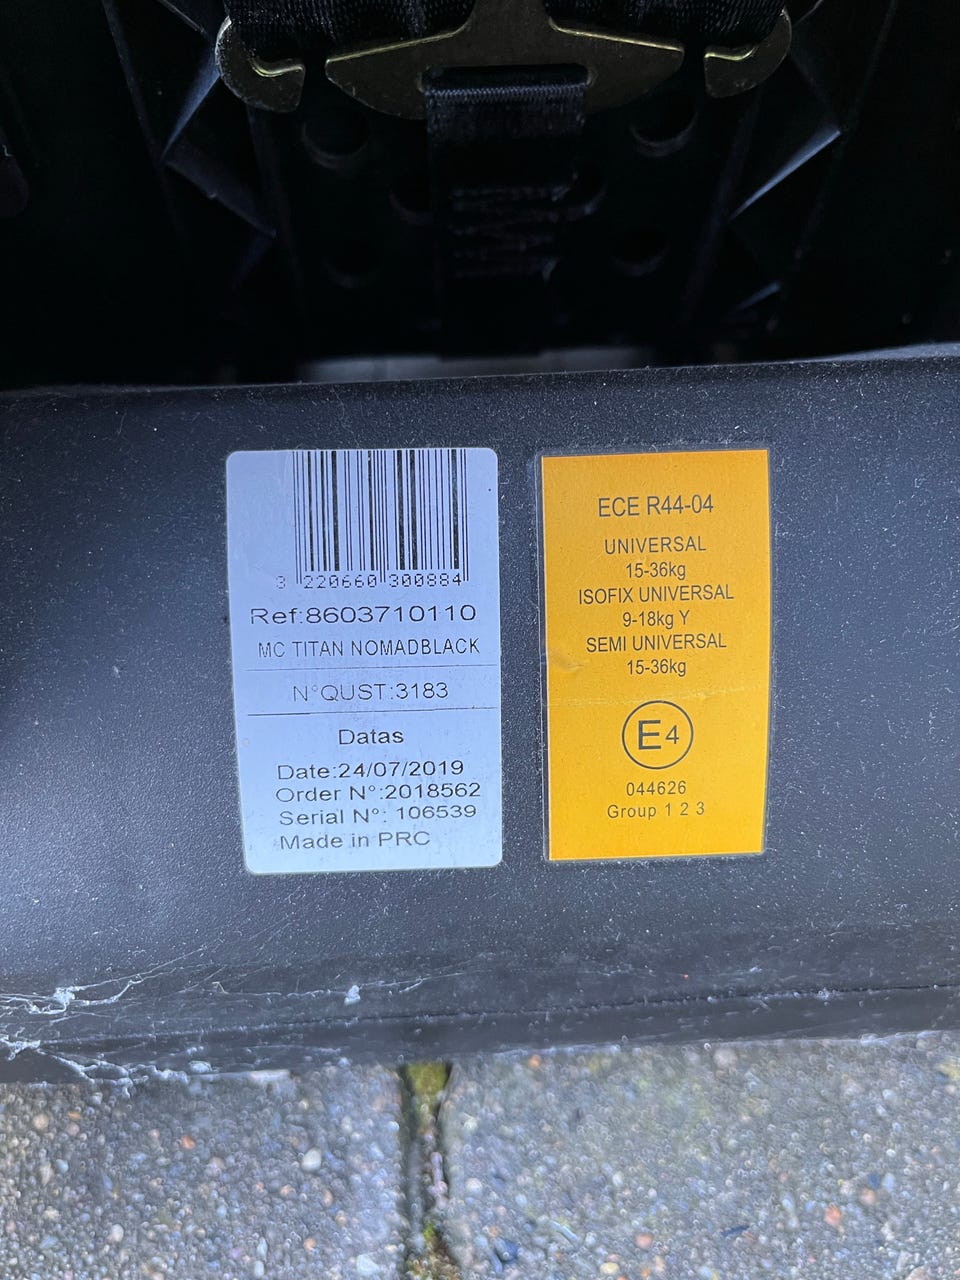 3 220660 300884
Ref:8603710110
MC TITAN NOMADBLACK
N°QUST:3183
Datas
Date:24/07/2019
Order N°:2018562
Serial N°: 106539
Made in PRC
ECE R44-04
UNIVERSAL
15-36kg
ISOFIX UNIVERSAL
9-18kg Y
SEMI UNIVERSAL
15-36kg
E4
044626
Group 1 2 3